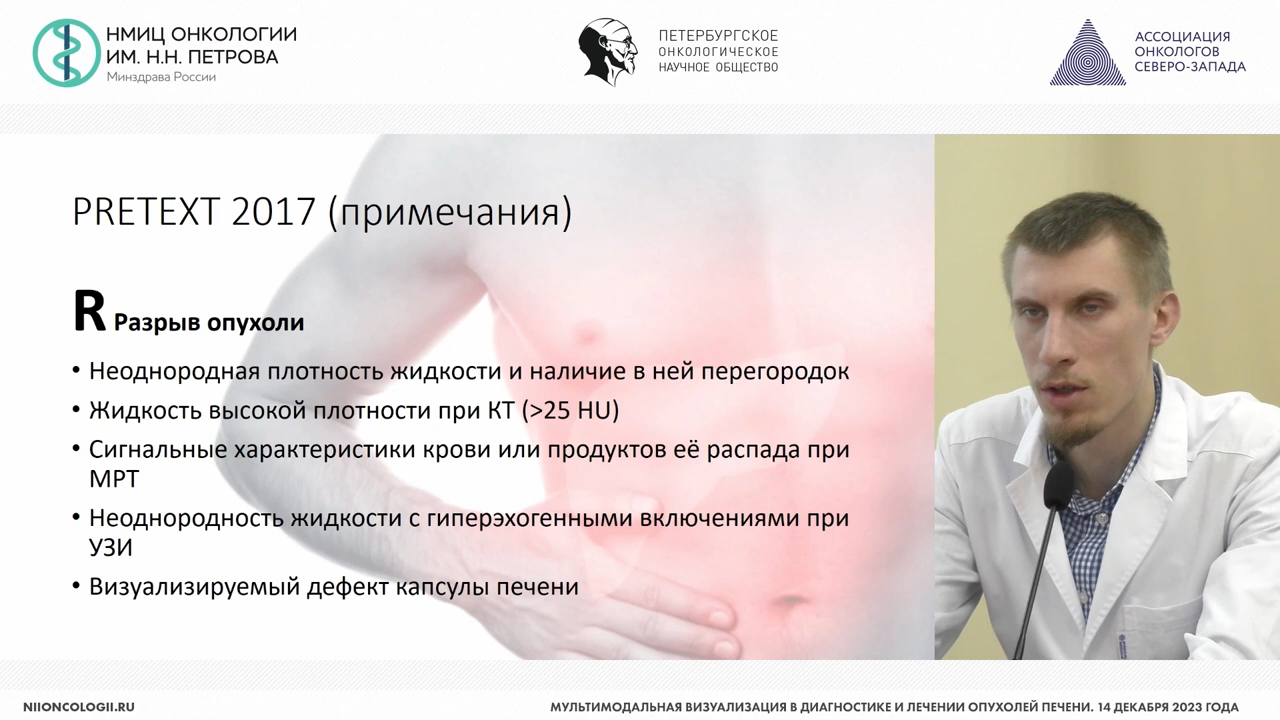 НМИЦ ОНКОЛОГИИ
ИМ. Н.Н. ПЕТРОВА
Минздрава России
ПЕТЕРБУРГСКОЕ
ОНКОЛОГИЧЕСКОЕ
НАУЧНОЕ ОБЩЕСТВО
АССОЦИАЦИЯ
ОНКОЛОГОВ
СЕВЕРО-ЗАПАДА
PRETEXT 2017 (примечания)
R Разрыв опухоли
• Неоднородная плотность жидкости и наличие в ней перегородок
• Жидкость высокой плотности при КТ (>25 HU)
• Сигнальные характеристики крови или продуктов её распада при
МРТ
• Неоднородность жидкости с гиперэхогенными включениями при
УЗИ
• Визуализируемый дефект капсулы печени
NIIONCOLOGII.RU
МУЛЬТИМОДАЛЬНАЯ ВИЗУАЛИЗАЦИЯ В ДИАГНОСТИКЕ И ЛЕЧЕНИИ ОПУХОЛЕЙ ПЕЧЕНИ. 14 ДЕКАБРЯ 2023 ГОДА